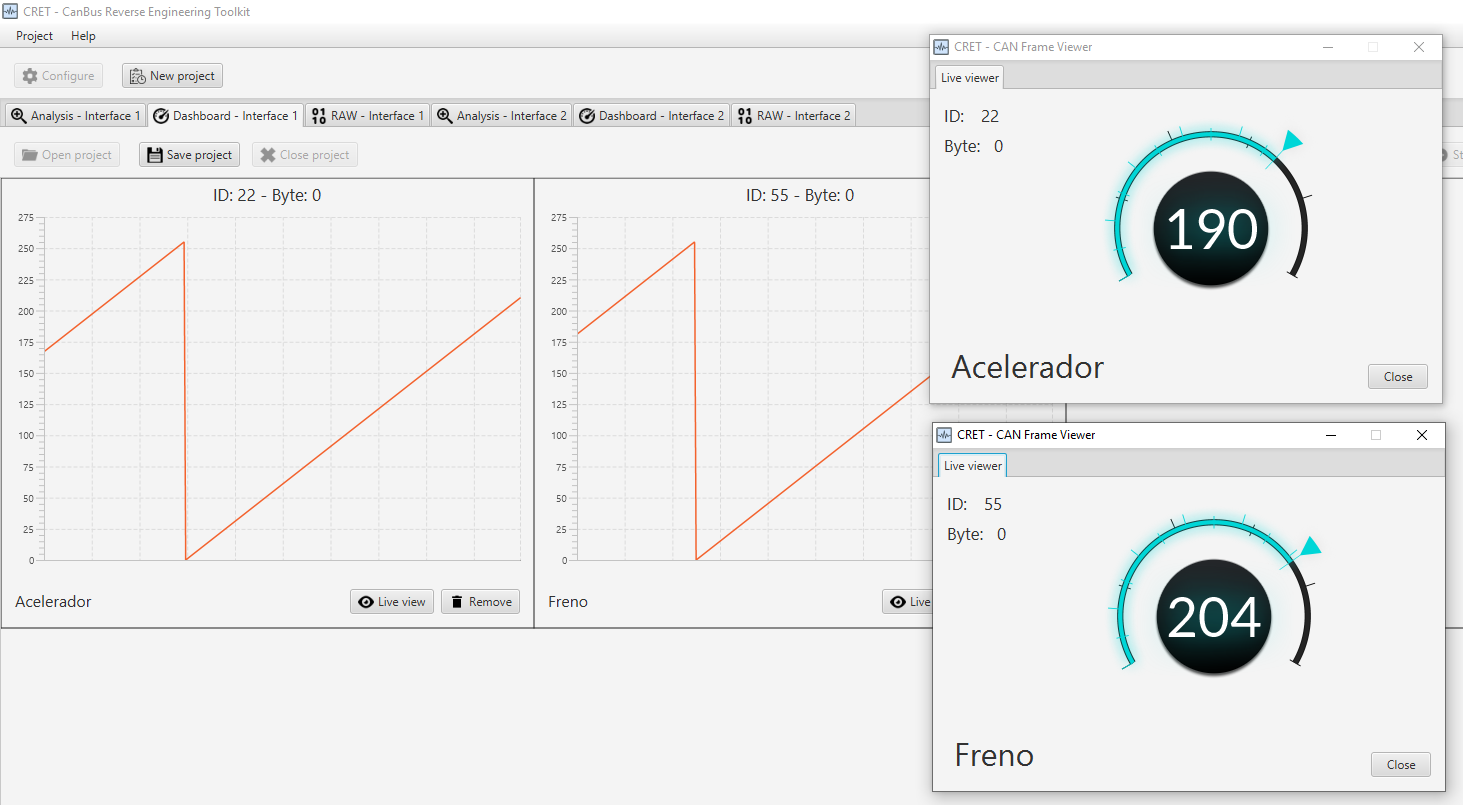 CRET - CanBus Reverse Engineering Toolkit
Project Help
Configure New project
Analysis - Interface 1 Dashboard - Interface 1 RAW - Interface 1 Analysis - Interface 2 Dashboard - Interface 2 RAW - Interface 2
Open project Save project Close project St
ID: 22 - Byte: 0
275
250
225
200
175
150
125
100
75
50
25
0
Acelerador
Live view Remove
ID: 55 - Byte: 0
275
250
225
200
175
150
125
100
75
50
25
0
Freno
Live
CRET - CAN Frame Viewer
Live viewer
ID: 22
Byte: 0
190
Acelerador
Close
CRET - CAN Frame Viewer
Live viewer
ID: 55
Byte: 0
204
Freno
Close